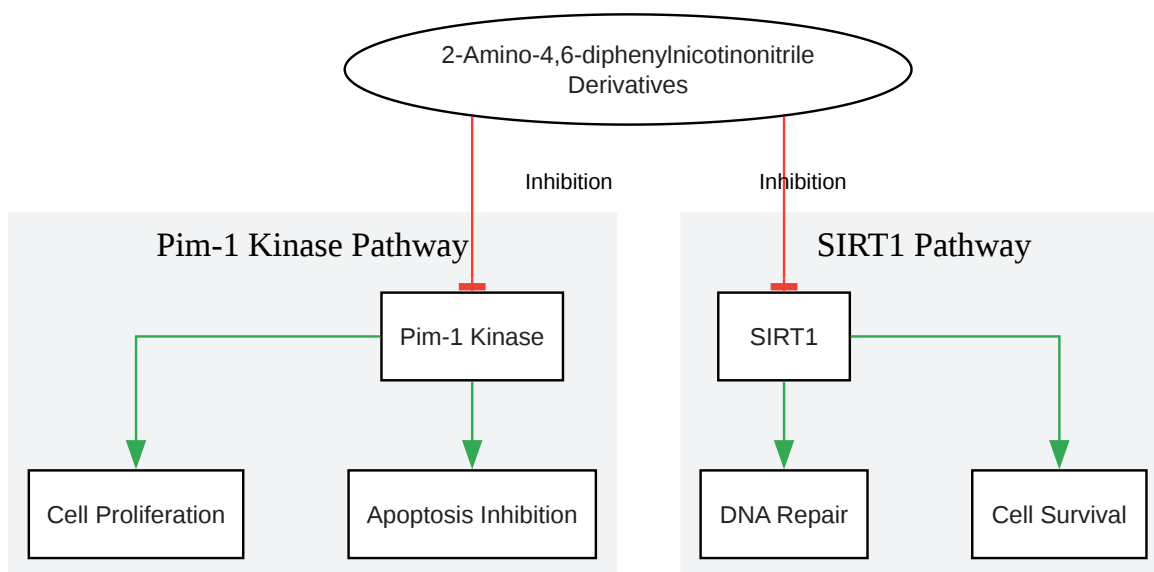 2-Amino-4,6-diphenylnicotinonitrile
Derivatives
Inhibition
Inhibition
Pim-1 Kinase Pathway
SIRT1 Pathway
Pim-1 Kinase
SIRT1
Cell Proliferation
Apoptosis Inhibition
DNA Repair
Cell Survival